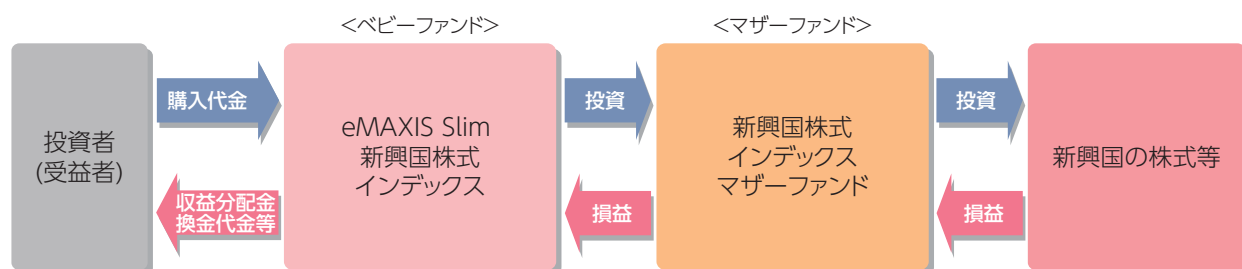 <ベビーファンド>
<マザーファンド>
投資者
(受益者)
購入代金
収益分配金
換金代金等
eMAXIS Slim
新興国株式
インデックス
投資
損益
新興国株式
インデックス
マザーファンド
投資
損益
新興国の株式等